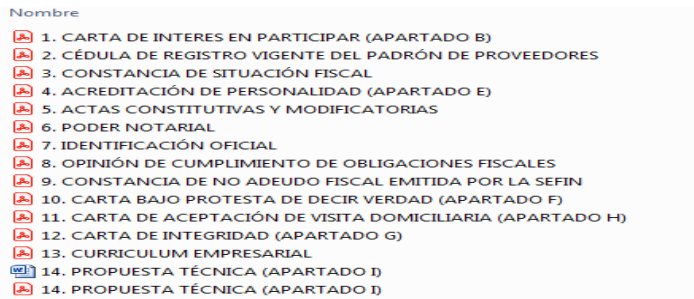 Nombre
1. CARTA DE INTERES EN PARTICIPAR (APARTADO B)
2. CÉDULA DE REGISTRO VIGENTE DEL PADRÓN DE PROVEEDORES
3. CONSTANCIA DE SITUACIÓN FISCAL
4. ACREDITACIÓN DE PERSONALIDAD (APARTADO E)
5. ACTAS CONSTITUTIVAS Y MODIFICATORIAS
6. PODER NOTARIAL
7. IDENTIFICACIÓN OFICIAL
8. OPINIÓN DE CUMPLIMIENTO DE OBLIGACIONES FISCALES
9. CONSTANCIA DE NO ADEUDO FISCAL EMITIDA POR LA SEFIN
10. CARTA BAJO PROTESTA DE DECIR VERDAD (APARTADO F)
11. CARTA DE ACEPTACIÓN DE VISITA DOMICILIARIA (APARTADO H)
12. CARTA DE INTEGRIDAD (APARTADO G)
13. CURRICULUM EMPRESARIAL
14. PROPUESTA TÉCNICA (APARTADO I)
14. PROPUESTA TÉCNICA (APARTADO I)